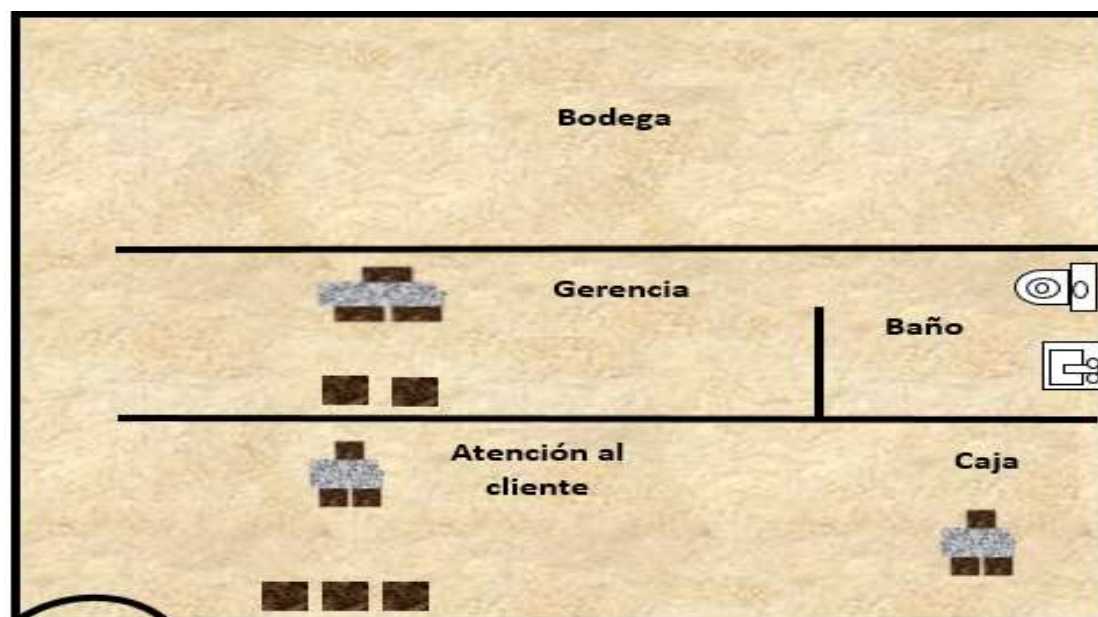 Bodega
Gerencia
Baño
Atención al
cliente
Caja